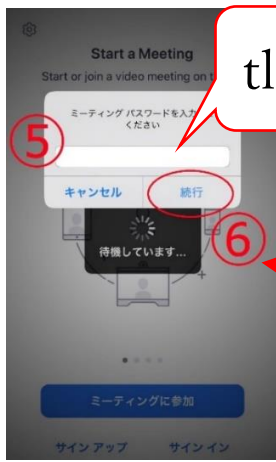 Start a Meeting
Start or join a video meeting on
ミーティング パスワードを入力
ください
⑤
キャンセル
続行
⑥
待機しています...
ミーティングに参加
サイン アップ
サイン イン